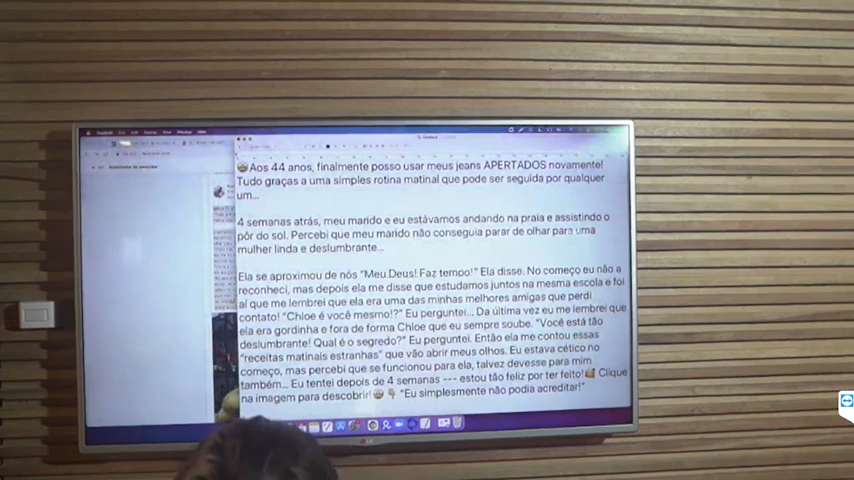 Aos 44 anos, finalmente posso usar meus jeans APERTADOS novamente!
Tudo graças a uma simples rotina matinal que pode ser seguida por qualquer
um...
4 semanas atrás, meu marido e eu estávamos andando na praia e assistindo o
pôr do sol. Percebi que meu marido não conseguia parar de olhar para uma
mulher linda e deslumbrante...
Ela se aproximou de nós “Meu Deus! Faz tempo!” Ela disse. No começo eu não a
reconheci, mas depois ela me disse que estudamos juntos na mesma escola e foi
aí que me lembrei que ela era uma das minhas melhores amigas que perdi
contato! “Chloe é você mesmo!?” Eu perguntei... Da última vez eu me lembrei que
ela era gordinha e fora de forma Chloe que eu sempre soube. “Você está tão
deslumbrante! Qual é o segredo?” Eu perguntei. Então ela me contou essas
“receitas matinais estranhas” que vão abrir meus olhos. Eu estava cético no
começo, mas percebi que se funcionou para ela, talvez devesse para mim
também... Eu tentei depois de 4 semanas --- estou tão feliz por ter feito! Clique
na imagem para descobrir! “Eu simplesmente não podia acreditar!”